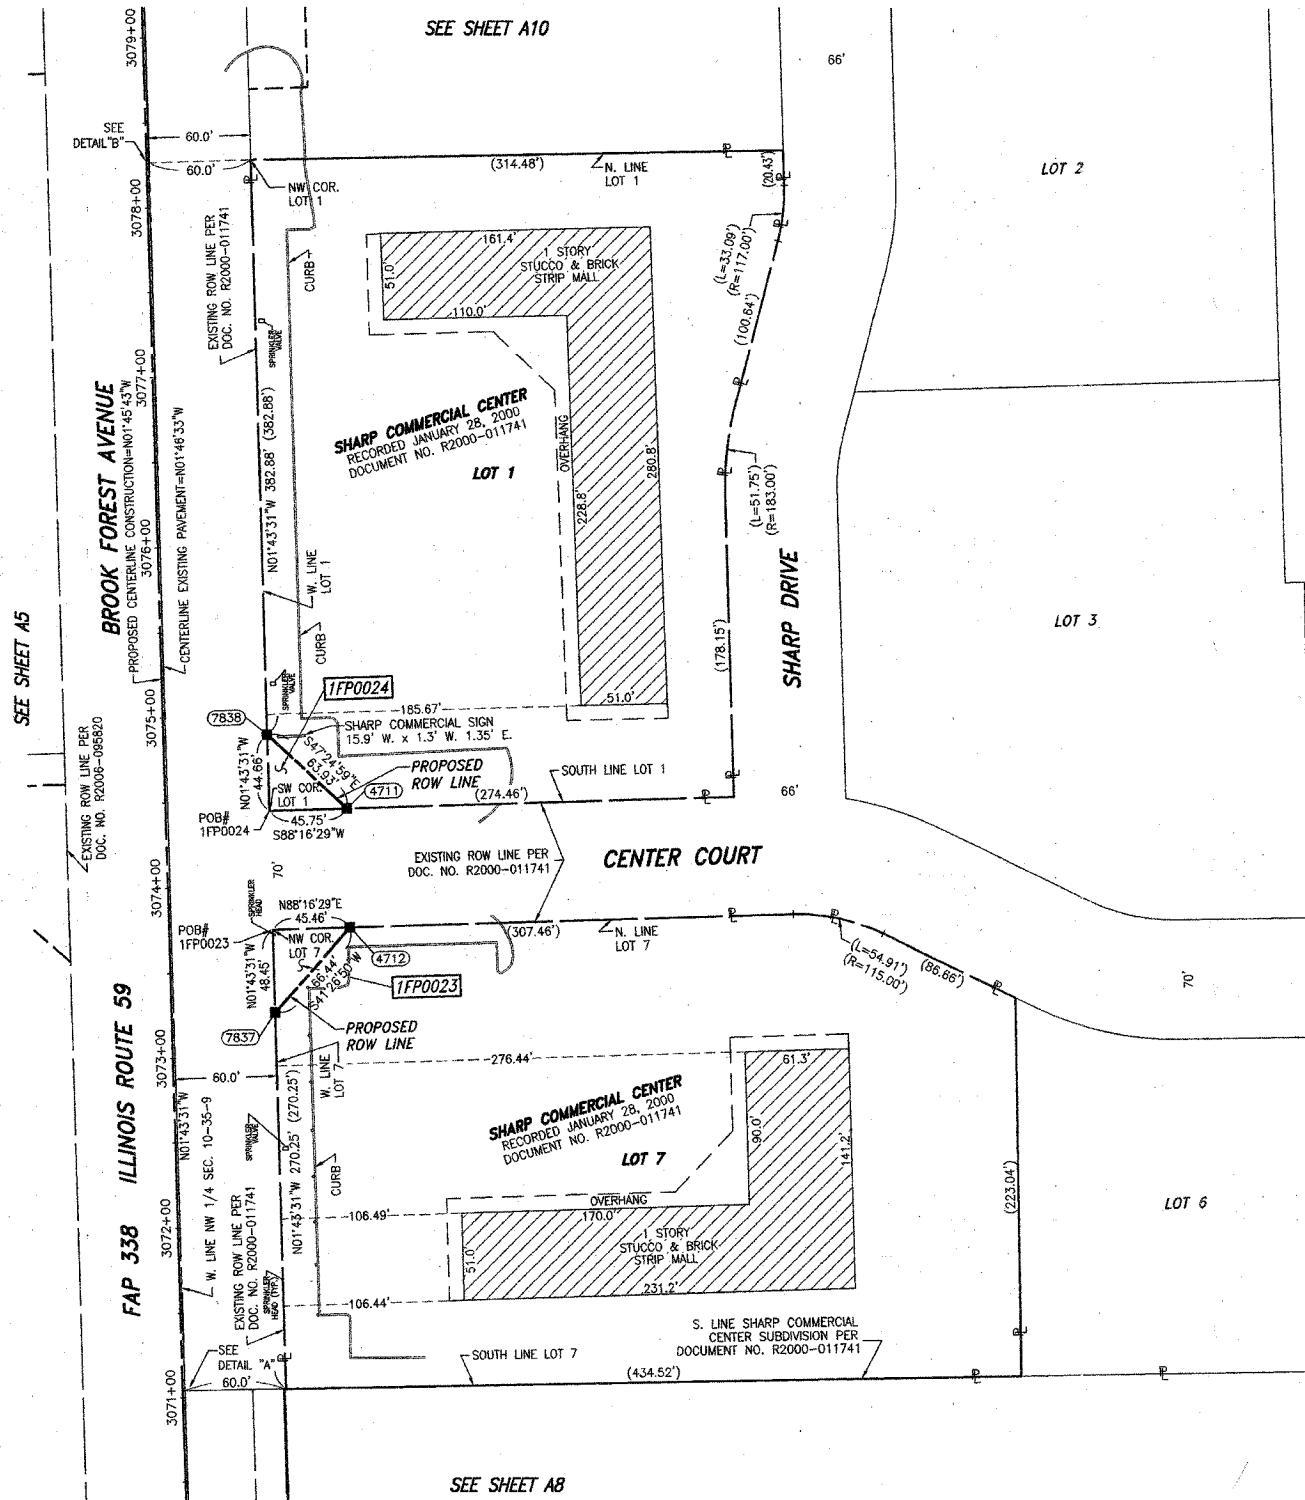 SEE SHEET A10
3079+00
66'
SEE
DETAIL"B"
60.0'
60.0'
(314.48')
N. LINE
LOT 1
(20.43')
LOT 2
NW COR.
LOT 1
3078+00
EXISTING ROW LINE PER
DOC. NO. R2000-011741
CURB
161.4'
1 STORY
STUCCO & BRICK
STRIP MALL
51.0'
110.0'
(L=33.09')
(R=117.00')
(100.64')
SPRINKLER
VALVE
3077+00
SHARP COMMERCIAL CENTER
RECORDED JANUARY 28, 2000
DOCUMENT NO. R2000-011741
LOT 1
OVERHANG
280.8'
228.8'
(L=51.75')
(R=183.00')
BROOK FOREST AVENUE
PROPOSED CENTERLINE CONSTRUCTION=N01°45'43"W
CENTERLINE EXISTING PAVEMENT=N01°46'33"W
N01°43'31"W 382.88' (382.88')
3076+00
W. LINE
LOT 1
CURB
SHARP DRIVE
LOT 3
(178.15')
SEE SHEET A5
SPRINKLER
VALVE
1FP0024
185.67'
51.0'
3075+00
7838
SHARP COMMERCIAL SIGN
15.9' W. x 1.3' W. 1.35' E.
EXISTING ROW LINE PER
DOC. NO. R2006-095820
N01°43'31"W
44.66'
S47°24'59"E
63.93'
PROPOSED
ROW LINE
SOUTH LINE LOT 1
SW COR.
LOT 1
4711
(274.46')
66'
POB#
1FP0024
45.75'
S88°16'29"W
EXISTING ROW LINE PER
DOC. NO. R2000-011741
CENTER COURT
70'
3074+00
SPRINKLER
HEAD
N88°16'29"E
45.46'
POB#
1FP0023
NW COR.
LOT 7
(307.46')
N. LINE
LOT 7
4712
(L=54.91')
(R=115.00')
(86.66')
N01°43'31"W
48.45'
66.44'
S41°26'50"W
1FP0023
70'
7837
PROPOSED
ROW LINE
3073+00
276.44'
61.3'
60.0'
W. LINE
LOT 7
FAP 338 ILLINOIS ROUTE 59
N01°43'31"W
W. LINE NW 1/4 SEC. 10-35-9
SPRINKLER
VALVE
N01°43'31"W 270.25' (270.25')
CURB
SHARP COMMERCIAL CENTER
RECORDED JANUARY 28, 2000
DOCUMENT NO. R2000-011741
LOT 7
90.0'
141.2'
(223.04')
LOT 6
OVERHANG
170.0'
3072+00
106.49'
1 STORY
STUCCO & BRICK
STRIP MALL
51.0'
231.2'
EXISTING ROW LINE PER
DOC. NO. R2000-011741
SPRINKLER
HEAD (TYP.)
106.44'
S. LINE SHARP COMMERCIAL
CENTER SUBDIVISION PER
DOCUMENT NO. R2000-011741
SEE
DETAIL "A"
60.0'
SOUTH LINE LOT 7
(434.52')
3071+00
SEE SHEET A8